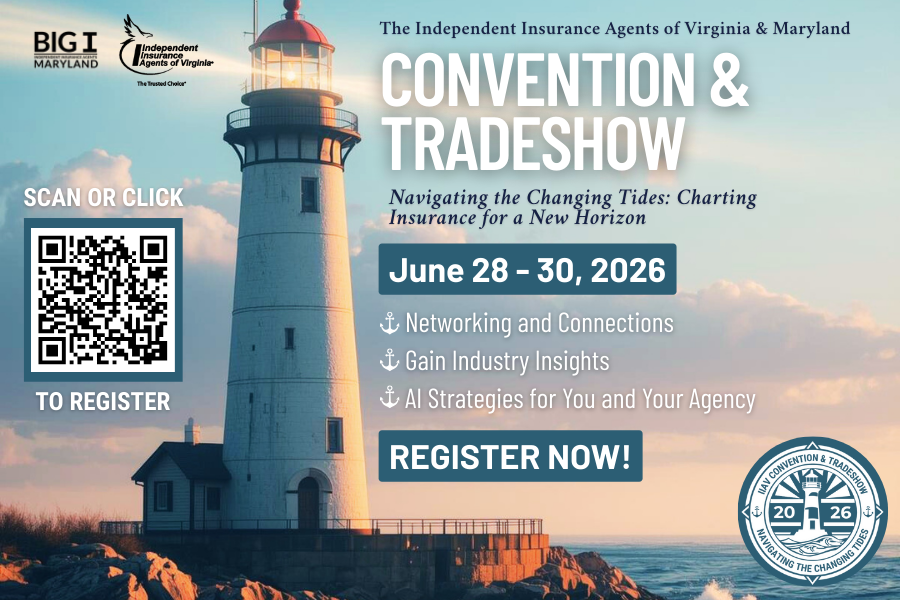 BIG I
INDEPENDENT INSURANCE AGENTS
MARYLAND
Independent
Insurance
Agents of Virginia
The Trusted Choice®
The Independent Insurance Agents of Virginia & Maryland
CONVENTION &
TRADESHOW
Navigating the Changing Tides: Charting
Insurance for a New Horizon
SCAN OR CLICK
TO REGISTER
June 28 - 30, 2026
Networking and Connections
Gain Industry Insights
AI Strategies for You and Your Agency
REGISTER NOW!
IIAV CONVENTION & TRADESHOW
20 26
NAVIGATING THE CHANGING TIDES